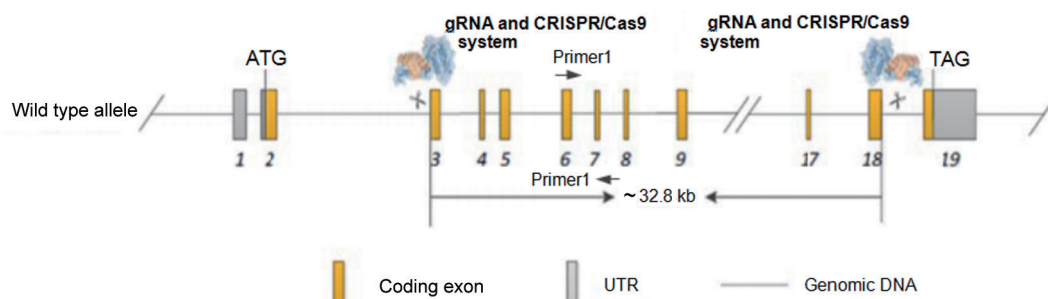 gRNA and CRISPR/Cas9
system
gRNA and CRISPR/Cas9
system
ATG
Primer1
TAG
Wild type allele
1 2 3 4 5 6 7 8 9 17 18 19
Primer1
~ 32.8 kb
Coding exon
UTR
Genomic DNA